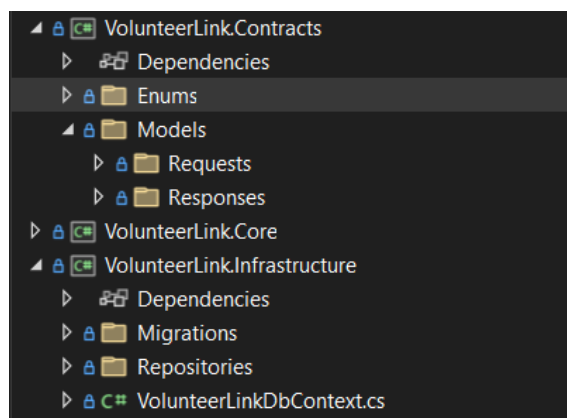 C# VolunteerLink.Contracts
Dependencies
Enums
Models
Requests
Responses
C# VolunteerLink.Core
C# VolunteerLink.Infrastructure
Dependencies
Migrations
Repositories
C# VolunteerLinkDbContext.cs